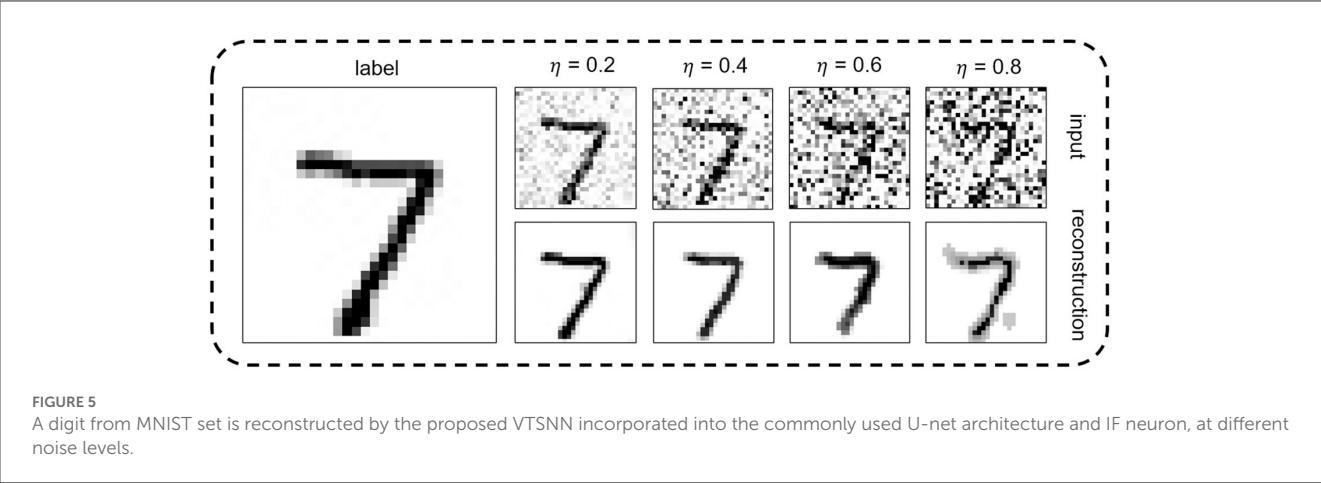 label
η = 0.2
η = 0.4
η = 0.6
η = 0.8
input
reconstruction
FIGURE 5
A digit from MNIST set is reconstructed by the proposed VTSNN incorporated into the commonly used U-net architecture and IF neuron, at different
noise levels.